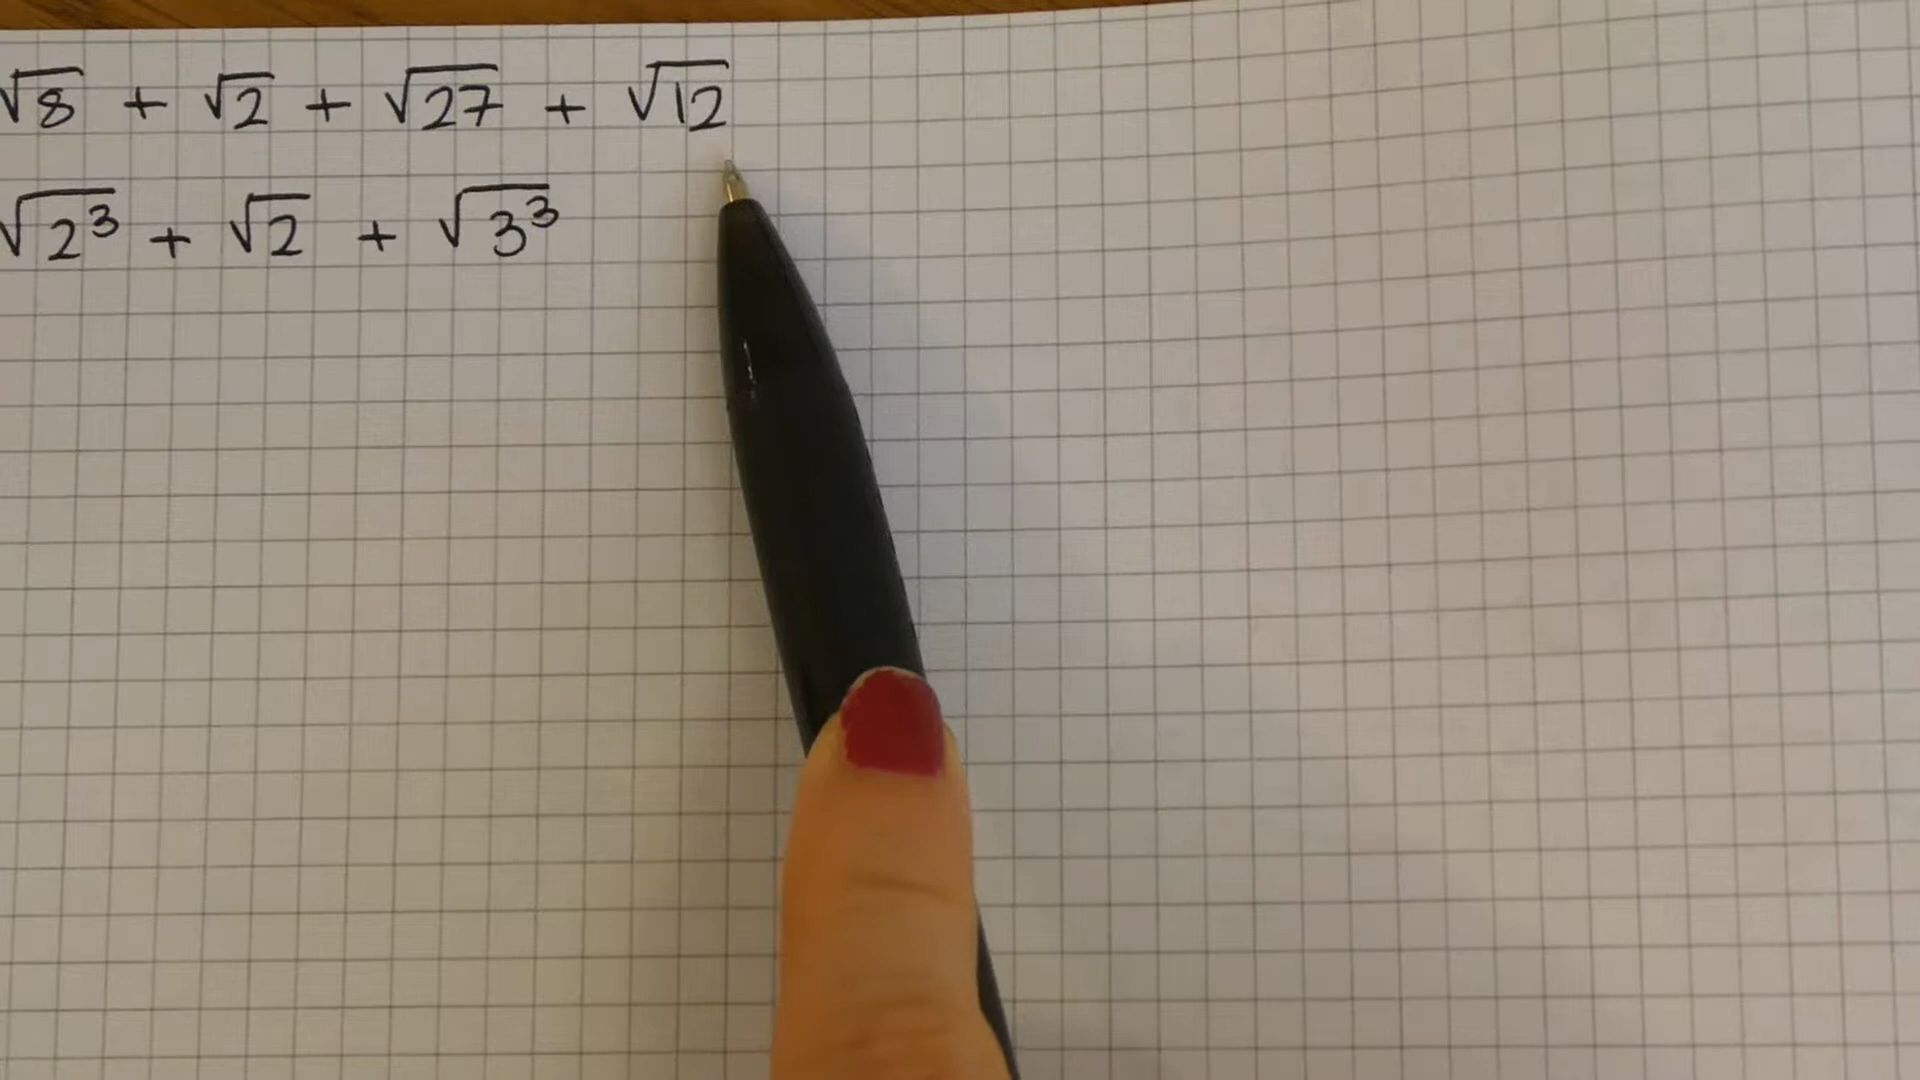 √8 + √2 + √27 + √12
√2³ + √2 + √3³